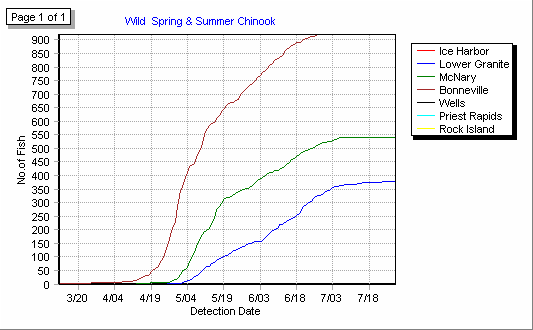 Page 1 of 1
Wild Spring & Summer Chinook
No.of Fish
900
850
800
750
700
650
600
550
500
450
400
350
300
250
200
150
100
50
0
3/20 4/04 4/19 5/04 5/19 6/03 6/18 7/03 7/18
Detection Date
Ice Harbor
Lower Granite
McNary
Bonneville
Wells
Priest Rapids
Rock Island